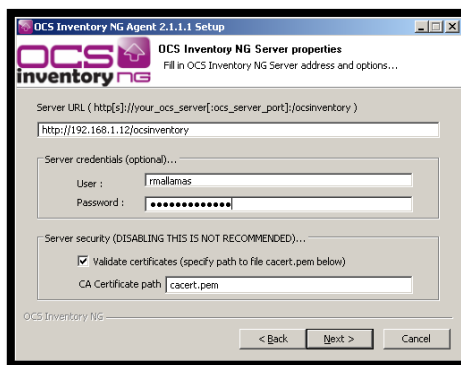 OCS Inventory NG Agent 2.1.1.1 Setup
OCS
inventory NG
OCS Inventory NG Server properties
Fill in OCS Inventory NG Server address and options...
Server URL ( http[s]://your_ocs_server[:ocs_server_port]:/ocsinventory )
http://192.168.1.12/ocsinventory
Server credentials (optional)...
User :
rmallamas
Password :
●●●●●●●●●●●●●
Server security (DISABLING THIS IS NOT RECOMMENDED)...
Validate certificates (specify path to file cacert.pem below)
CA Certificate path
cacert.pem
OCS Inventory NG
< Back
Next >
Cancel